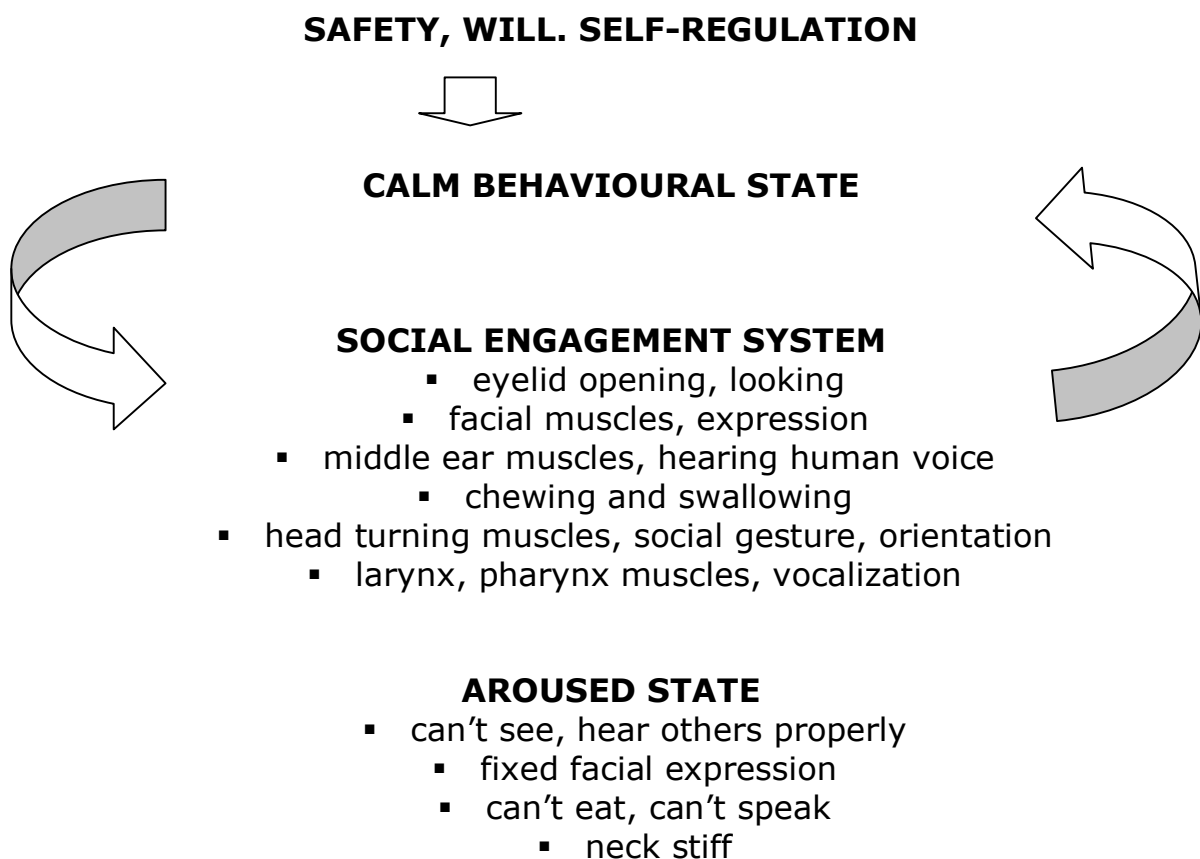 SAFETY, WILL. SELF-REGULATION
CALM BEHAVIOURAL STATE
SOCIAL ENGAGEMENT SYSTEM
▪ eyelid opening, looking
▪ facial muscles, expression
▪ middle ear muscles, hearing human voice
▪ chewing and swallowing
▪ head turning muscles, social gesture, orientation
▪ larynx, pharynx muscles, vocalization
AROUSED STATE
▪ can’t see, hear others properly
▪ fixed facial expression
▪ can’t eat, can’t speak
▪ neck stiff